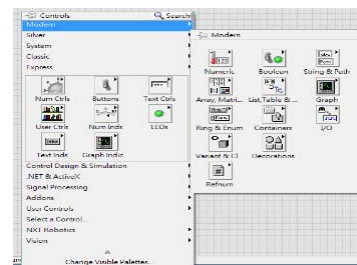 Controls Search
Modern
Silver
System
Classic
Express
Num Ctrls Buttons Text Ctrls
User Ctrls Num Inds LEDs
Text Inds Graph Indic
Control Design & Simulation
.NET & ActiveX
Signal Processing
Addons
User Controls
Select a Control...
NXT Robotics
Vision
Change Visible Palettes...
Modern
Numeric Boolean String & Path
Array, Matri... List, Table & ... Graph
Ring & Enum Containers I/O
Variant & Cl Decorations
Refnum